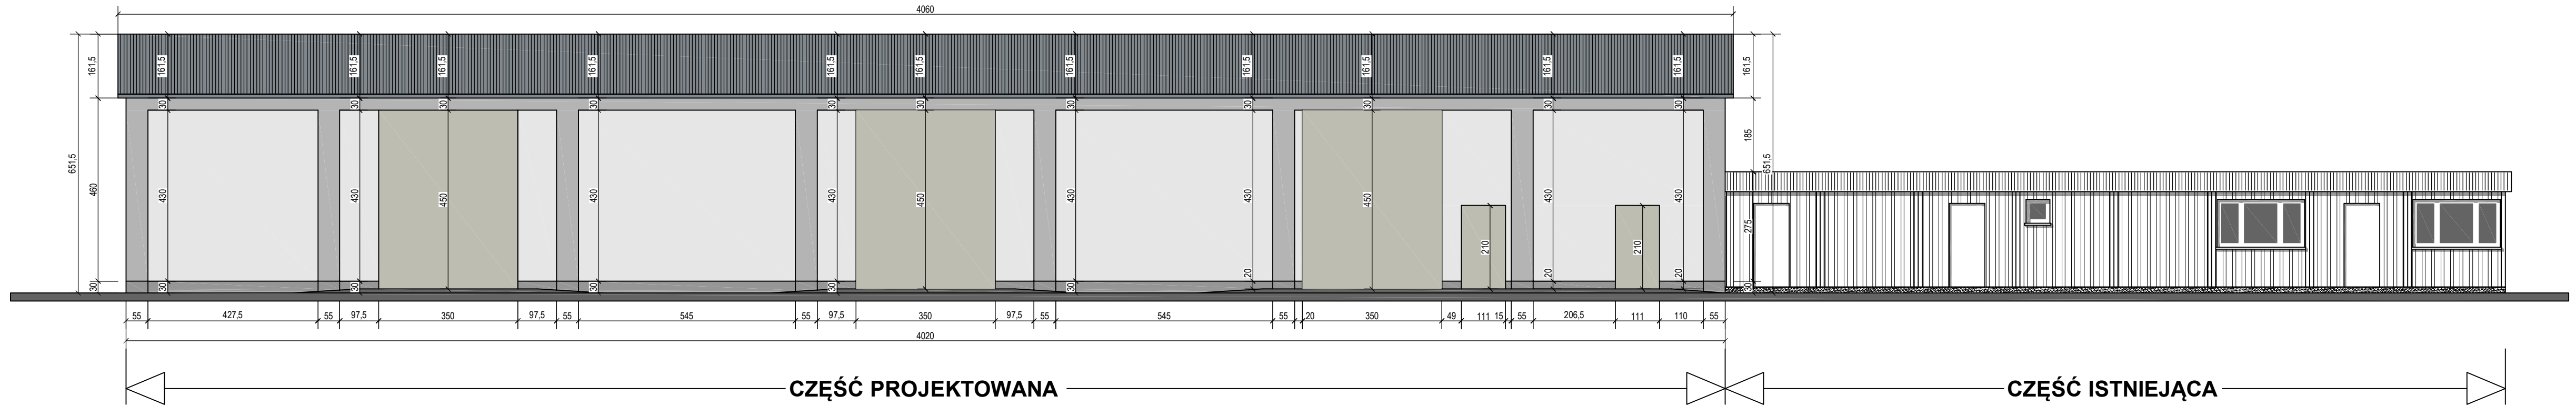 4060
161,5 161,5 161,5 161,5 161,5 161,5 161,5 161,5 161,5 161,5 161,5 161,5 161,5
30 30 30 30 30 30 30 30 30 30 30
651,5 460 430 430 450 430 430 450 430 430 450 430 430 185 651,5
210 210 275
30 30 30 30 30 30 20 20 20 30
55 427,5 55 97,5 350 97,5 55 545 55 97,5 350 97,5 55 545 55 20 350 49 111 15 55 206,5 111 110 55
4020
CZĘŚĆ PROJEKTOWANA CZĘŚĆ ISTNIEJĄCA